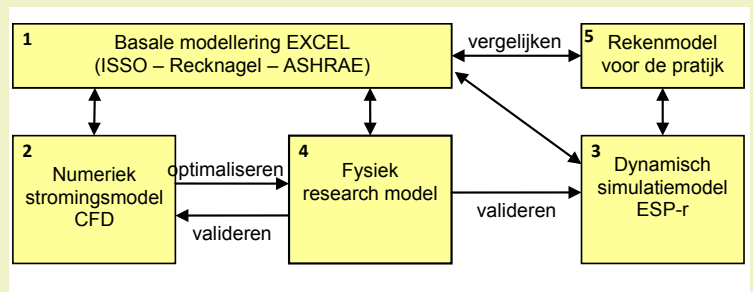 1
Basale modellering EXCEL
(ISSO – Recknagel – ASHRAE)
vergelijken
5
Rekenmodel
voor de pratijk
2
Numeriek
stromingsmodel
CFD
optimaliseren
valideren
4
Fysiek
research model
valideren
3
Dynamisch
simulatiemodel
ESP-r